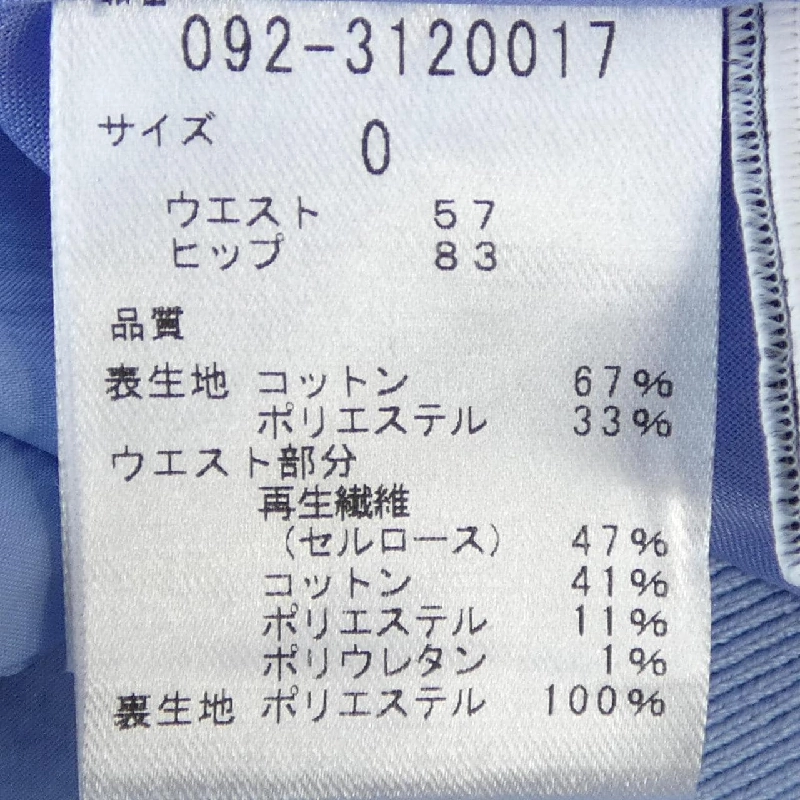 092-3120017
サイズ 0
ウエスト 57
ヒップ 83
品質
表生地 コットン 67%
ポリエステル 33%
ウエスト部分
再生繊維
(セルロース) 47%
コットン 41%
ポリエステル 11%
ポリウレタン 1%
裏生地 ポリエステル 100%